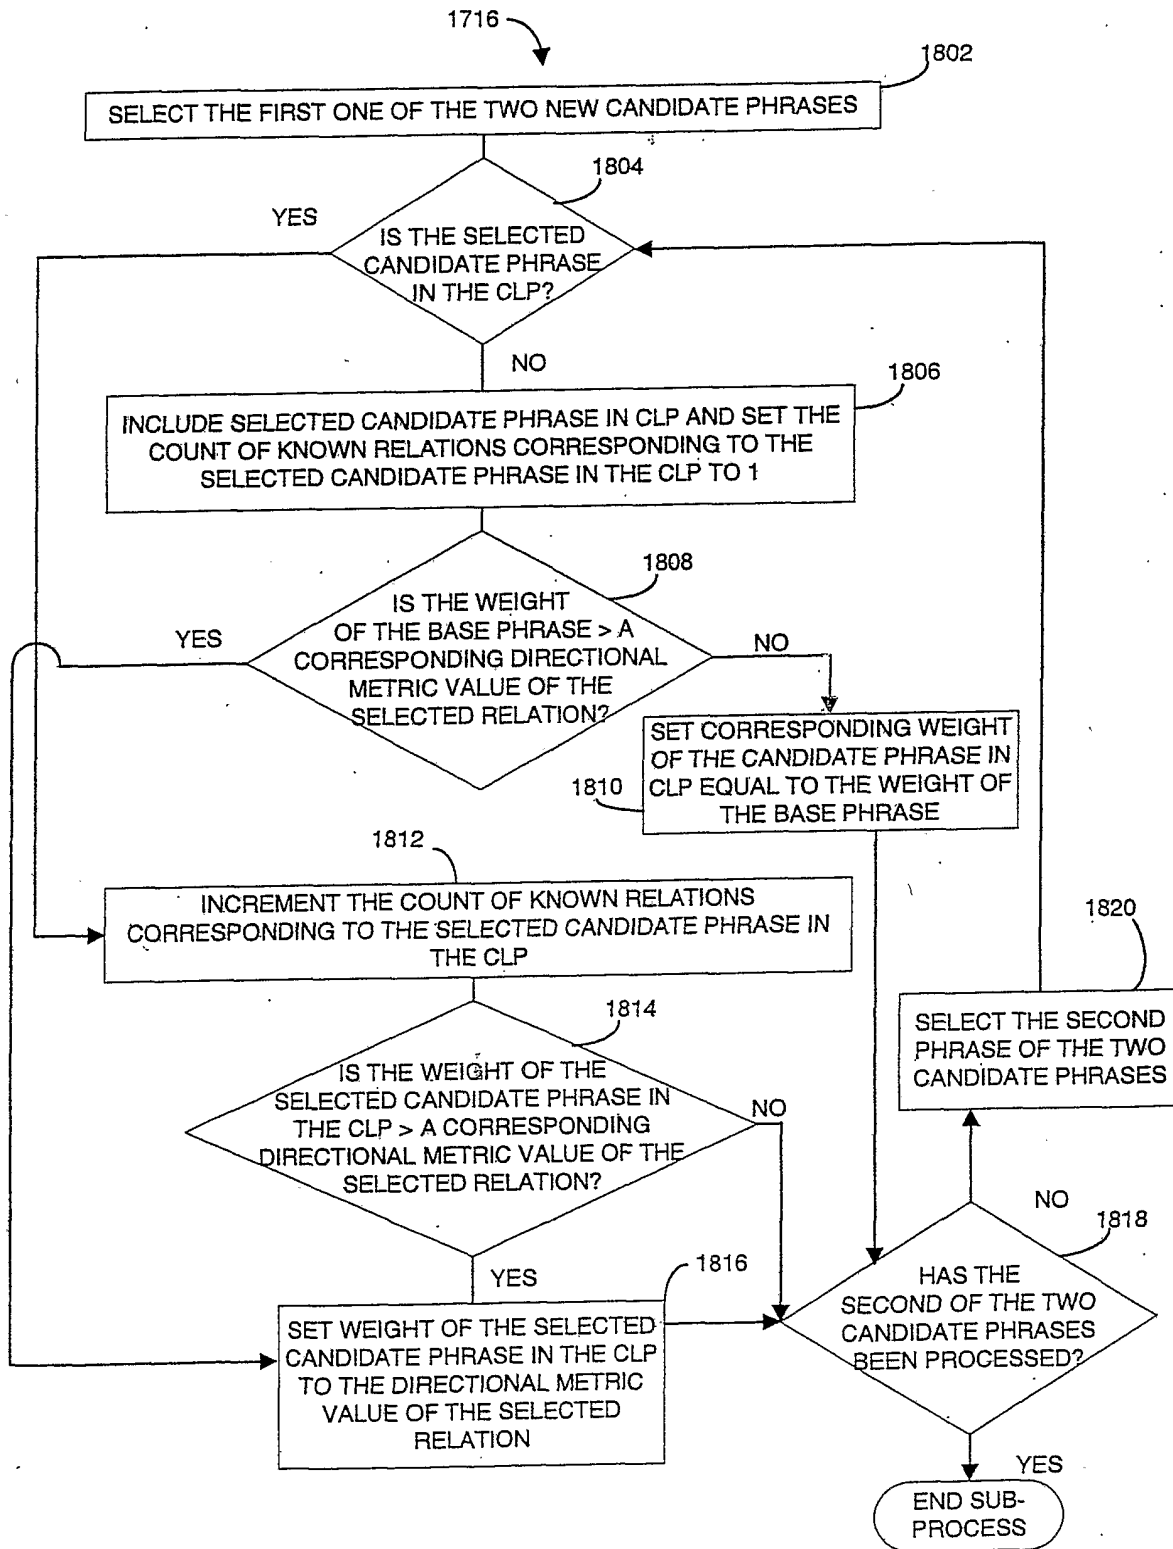 1716
1802
SELECT THE FIRST ONE OF THE TWO NEW CANDIDATE PHRASES
1804
YES
IS THE SELECTED
CANDIDATE PHRASE
IN THE CLP?
NO
1806
INCLUDE SELECTED CANDIDATE PHRASE IN CLP AND SET THE
COUNT OF KNOWN RELATIONS CORRESPONDING TO THE
SELECTED CANDIDATE PHRASE IN THE CLP TO 1
1808
YES
IS THE WEIGHT
OF THE BASE PHRASE > A
CORRESPONDING DIRECTIONAL
METRIC VALUE OF THE
SELECTED RELATION?
NO
SET CORRESPONDING WEIGHT
OF THE CANDIDATE PHRASE IN
CLP EQUAL TO THE WEIGHT OF
THE BASE PHRASE
1810
1812
INCREMENT THE COUNT OF KNOWN RELATIONS
CORRESPONDING TO THE SELECTED CANDIDATE PHRASE IN
THE CLP
1820
SELECT THE SECOND
PHRASE OF THE TWO
CANDIDATE PHRASES
1814
IS THE WEIGHT OF THE
SELECTED CANDIDATE PHRASE IN
THE CLP > A CORRESPONDING
DIRECTIONAL METRIC VALUE OF THE
SELECTED RELATION?
NO
YES
1816
SET WEIGHT OF THE SELECTED
CANDIDATE PHRASE IN THE CLP
TO THE DIRECTIONAL METRIC
VALUE OF THE SELECTED
RELATION
NO
1818
HAS THE
SECOND OF THE TWO
CANDIDATE PHRASES
BEEN PROCESSED?
YES
END SUB-
PROCESS